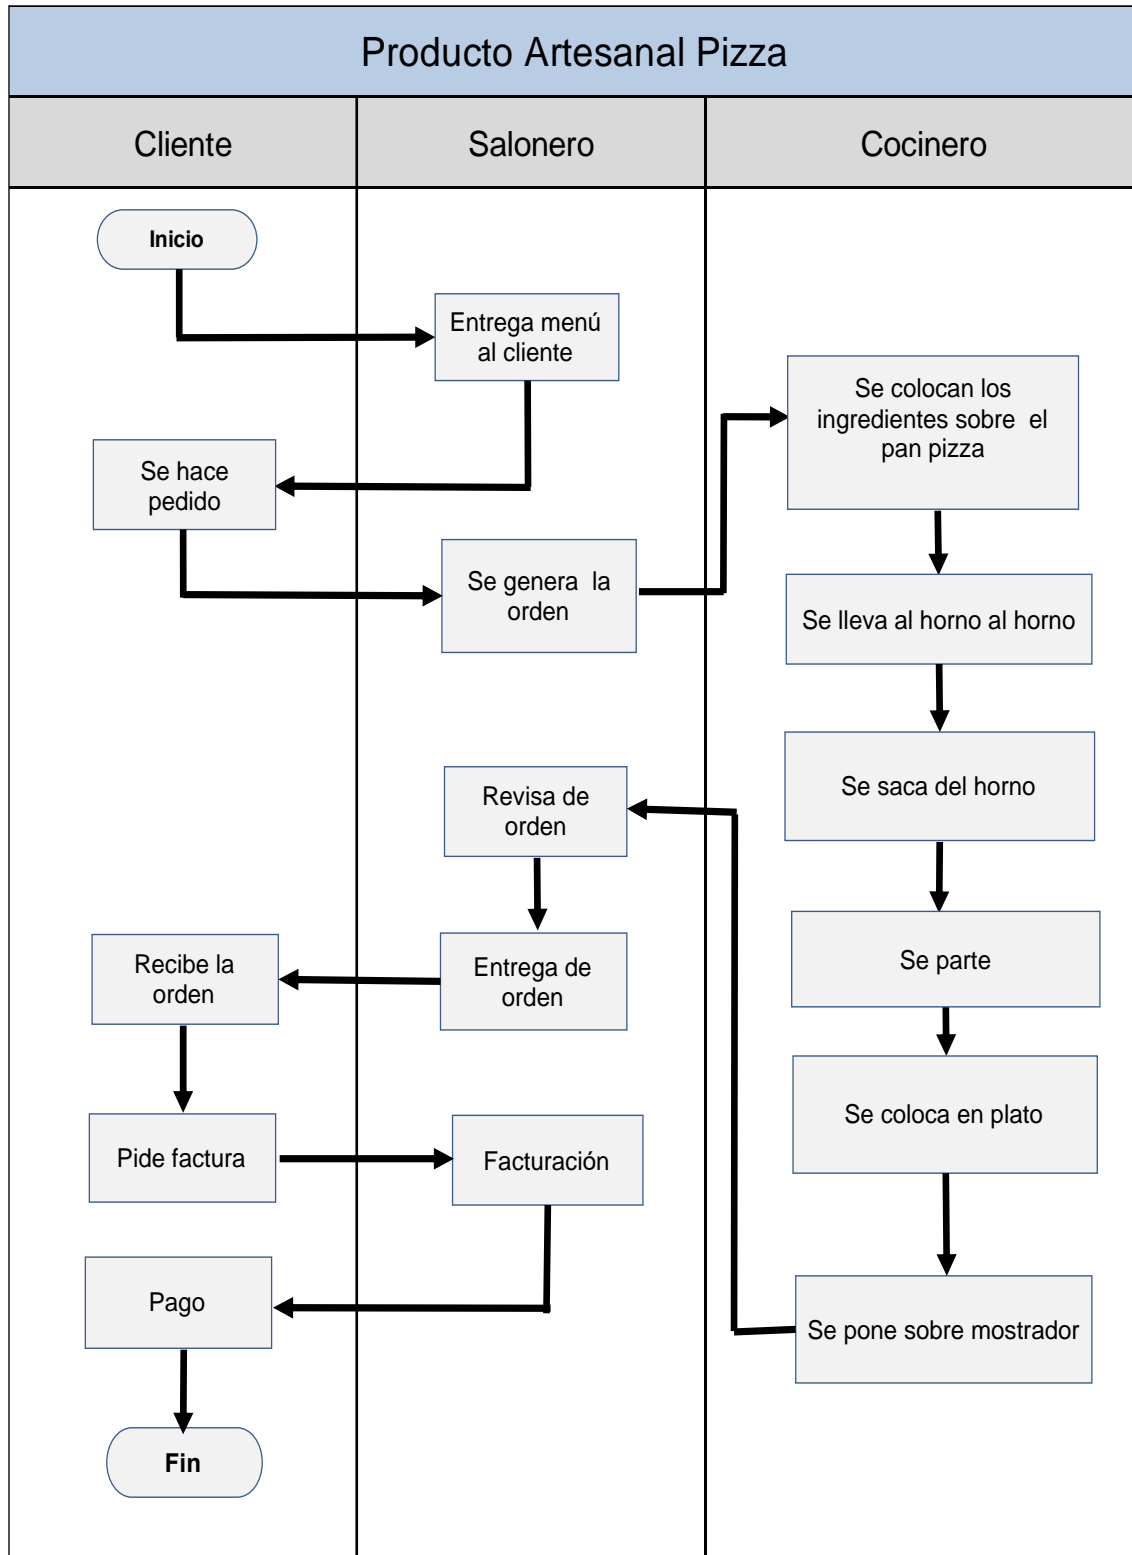 Producto Artesanal Pizza
Cliente
Salonero
Cocinero
Inicio
Entrega menú
al cliente
Se hace
pedido
Se genera  la
orden
Se colocan los
ingredientes sobre  el
pan pizza
Se lleva al horno al horno
Se saca del horno
Se parte
Se coloca en plato
Se pone sobre mostrador
Revisa de
orden
Entrega de
orden
Recibe la
orden
Pide factura
Facturación
Pago
Fin